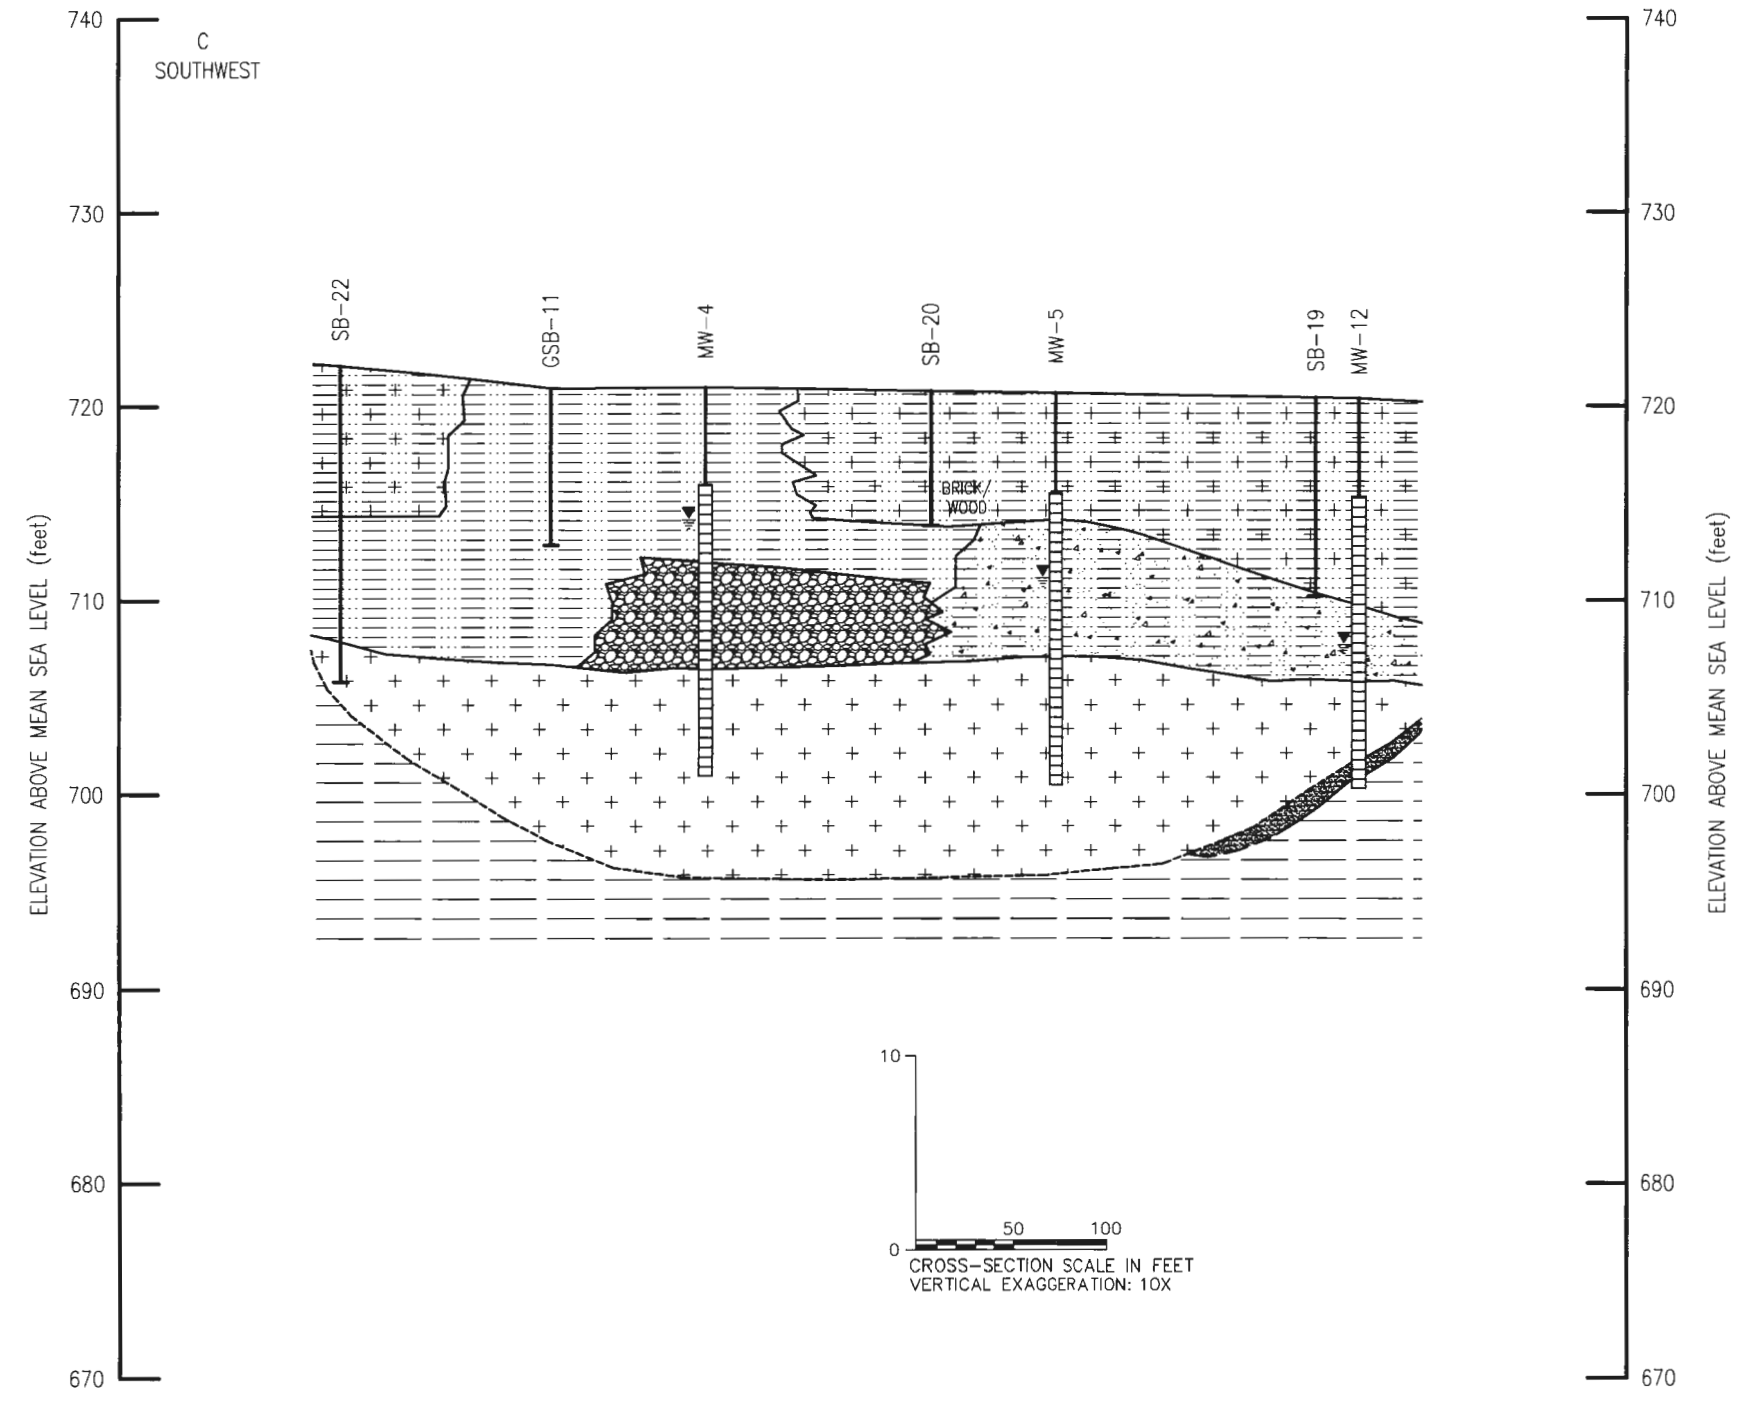 740
C
SOUTHWEST
740
730
730
SB-22
GSB-11
MW-4
SB-20
MW-5
SB-19
MW-12
720
720
BRICK/
WOOD
710
710
ELEVATION ABOVE MEAN SEA LEVEL (feet)
ELEVATION ABOVE MEAN SEA LEVEL (feet)
700
700
690
690
10
50 100
0
CROSS-SECTION SCALE IN FEET
VERTICAL EXAGGERATION: 10X
680
680
670
670